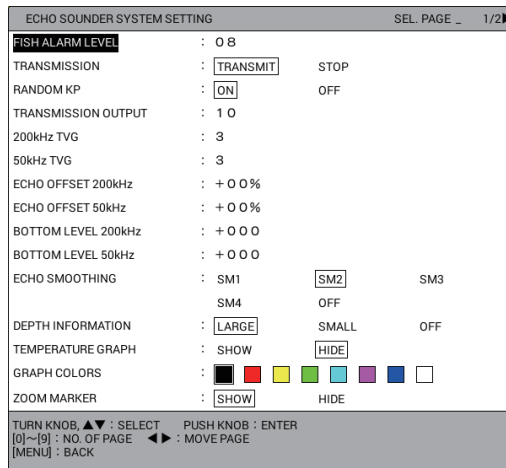 ECHO SOUNDER SYSTEM SETTING SEL. PAGE _ 1/2▶
FISH ALARM LEVEL : 08
TRANSMISSION : TRANSMIT STOP
RANDOM KP : ON OFF
TRANSMISSION OUTPUT : 10
200kHz TVG : 3
50kHz TVG : 3
ECHO OFFSET 200kHz : +00%
ECHO OFFSET 50kHz : +00%
BOTTOM LEVEL 200kHz : +000
BOTTOM LEVEL 50kHz : +000
ECHO SMOOTHING : SM1 SM2 SM3
SM4 OFF
DEPTH INFORMATION : LARGE SMALL OFF
TEMPERATURE GRAPH : SHOW HIDE
GRAPH COLORS :
ZOOM MARKER : SHOW HIDE
TURN KNOB, ▲▼ : SELECT PUSH KNOB : ENTER
[0]～[9] : NO. OF PAGE ◀▶ : MOVE PAGE
[MENU] : BACK